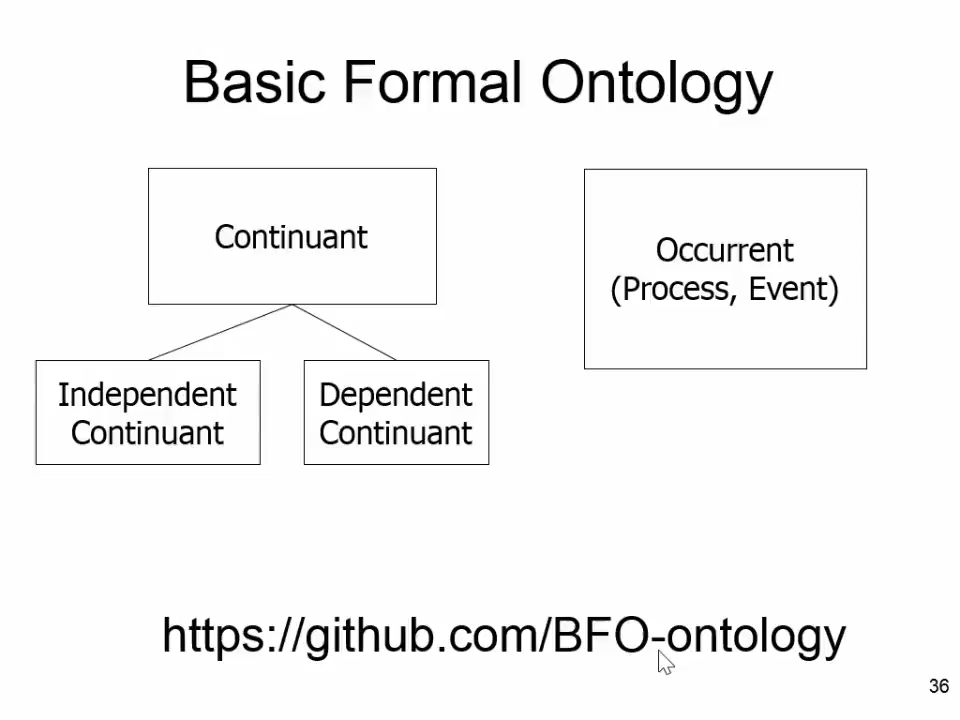 Basic Formal Ontology
Continuant
Occurrent
(Process, Event)
Independent
Continuant
Dependent
Continuant
https://github.com/BFO-ontology
36